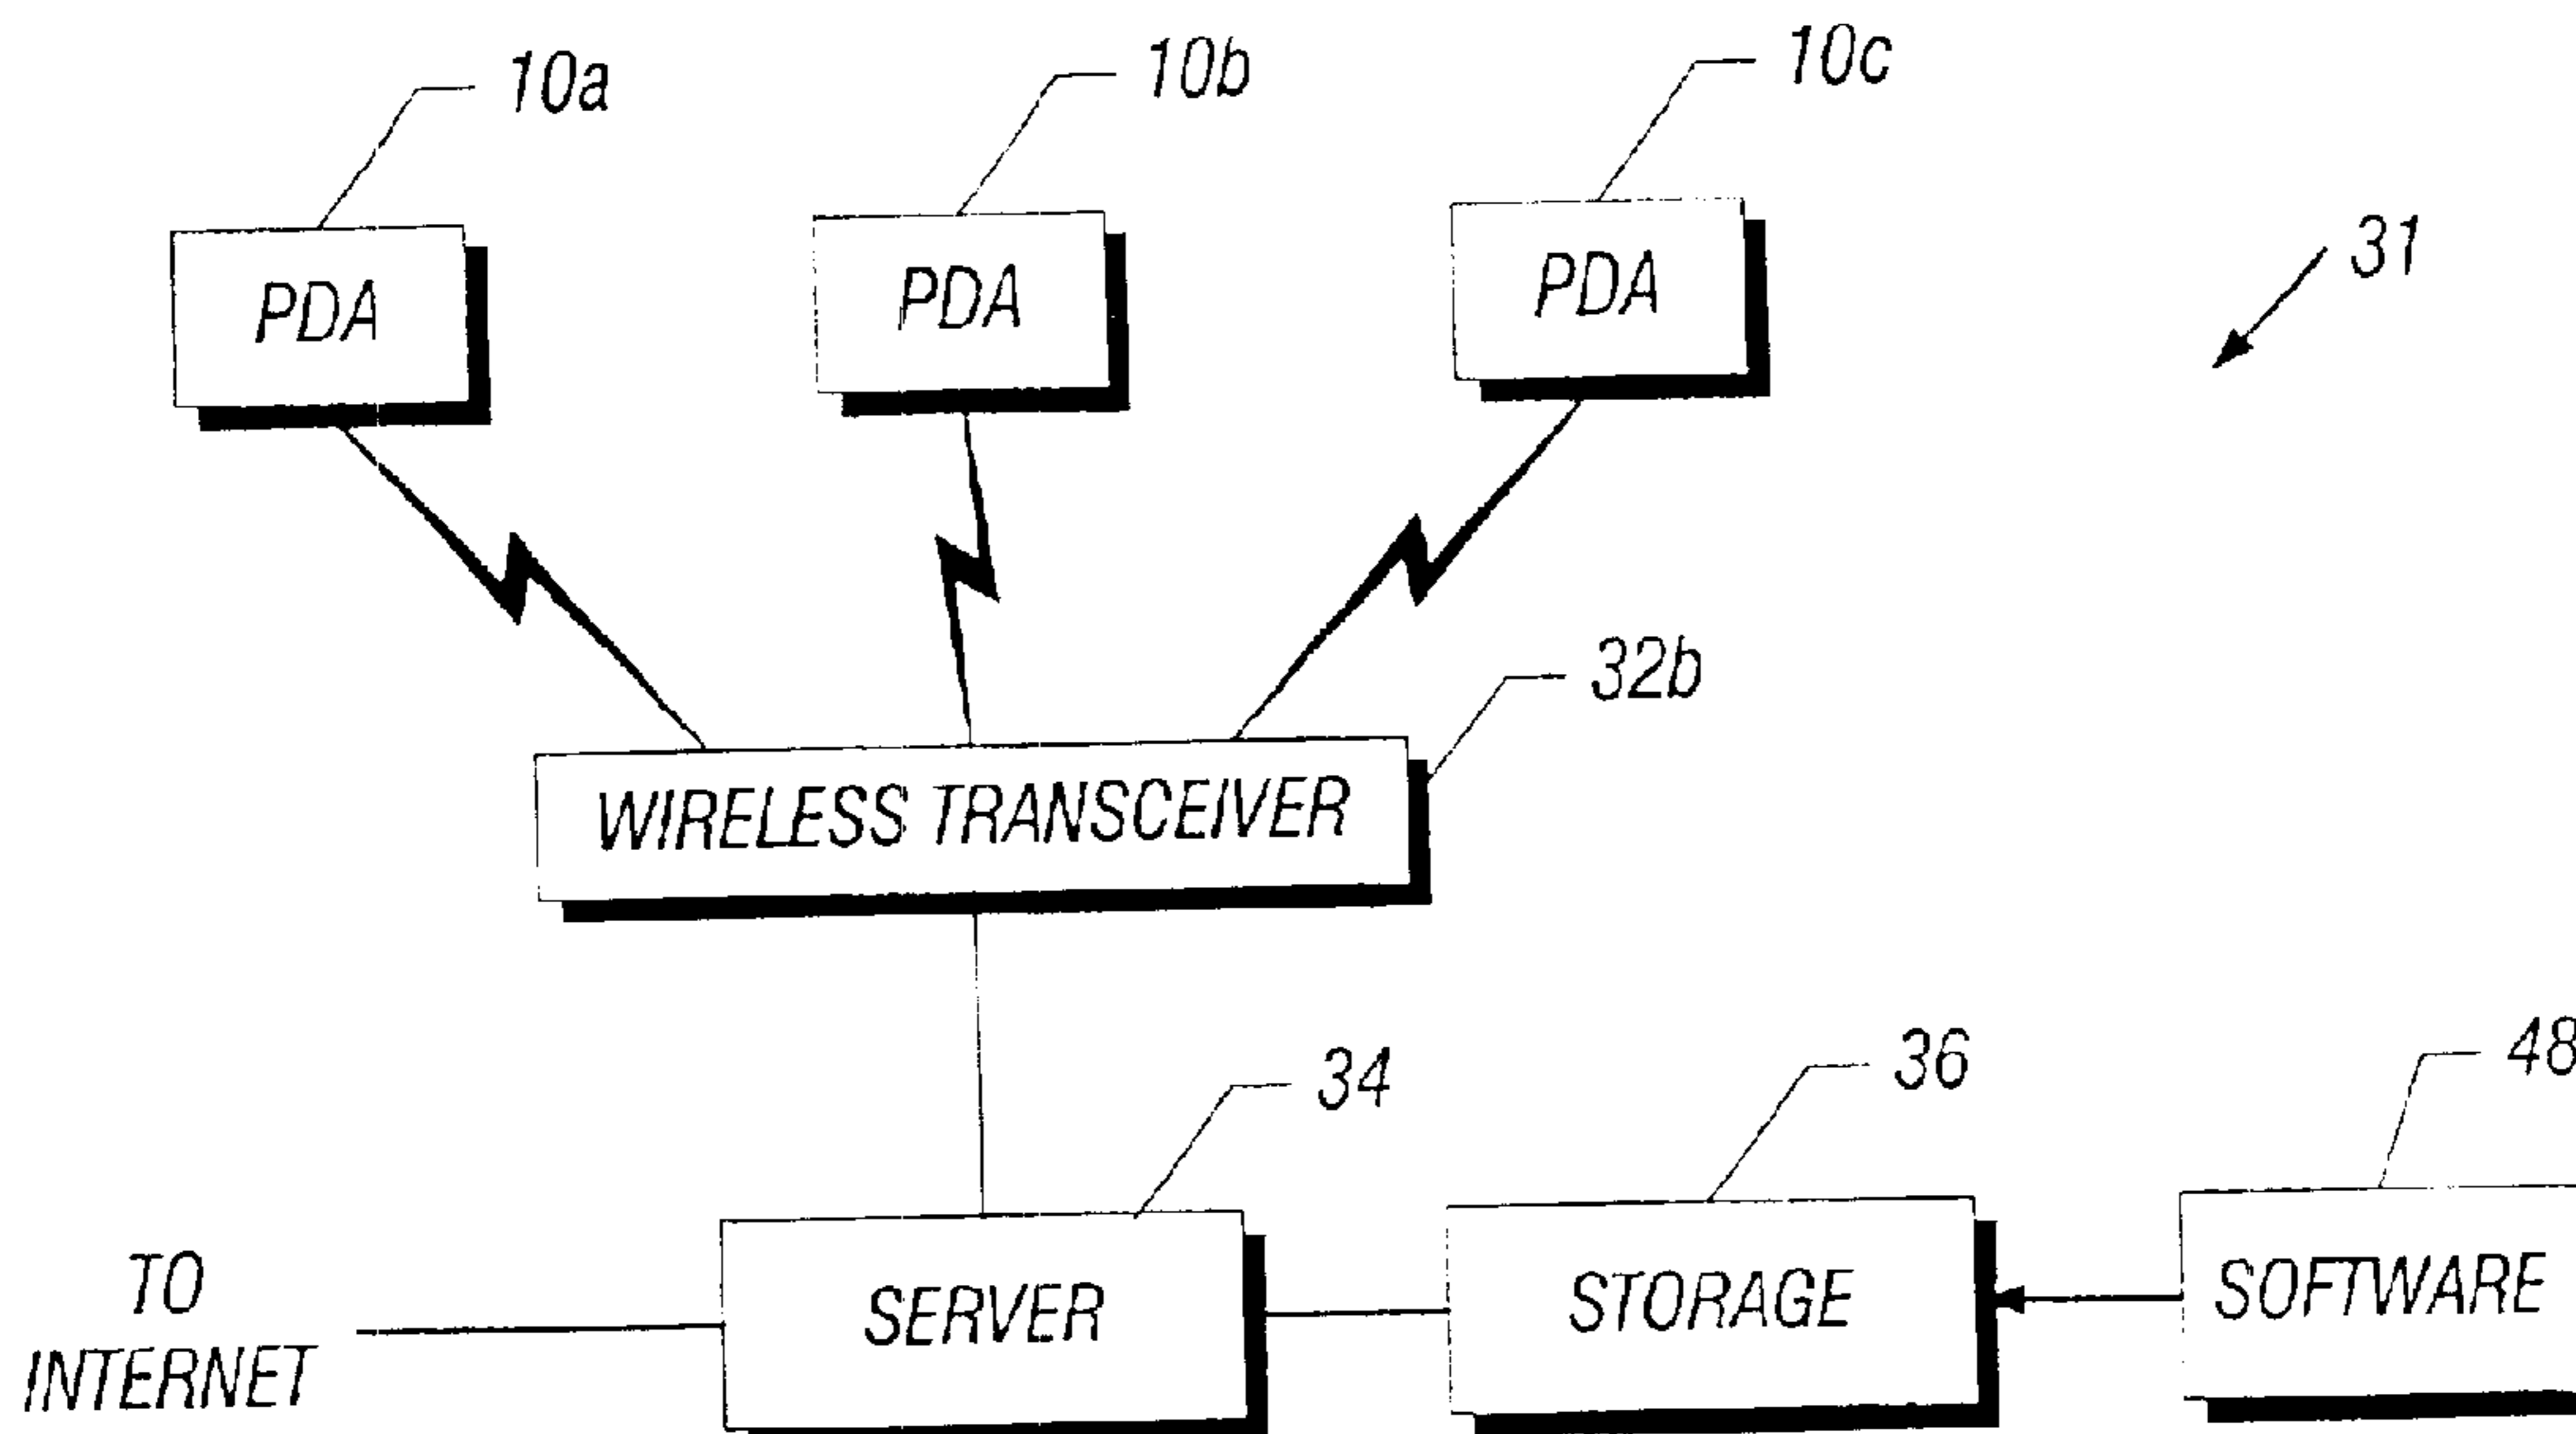 10a
10b
10c
PDA
PDA
PDA
31
32b
WIRELESS TRANSCEIVER
34
36
48
TO
INTERNET
SERVER
STORAGE
SOFTWARE